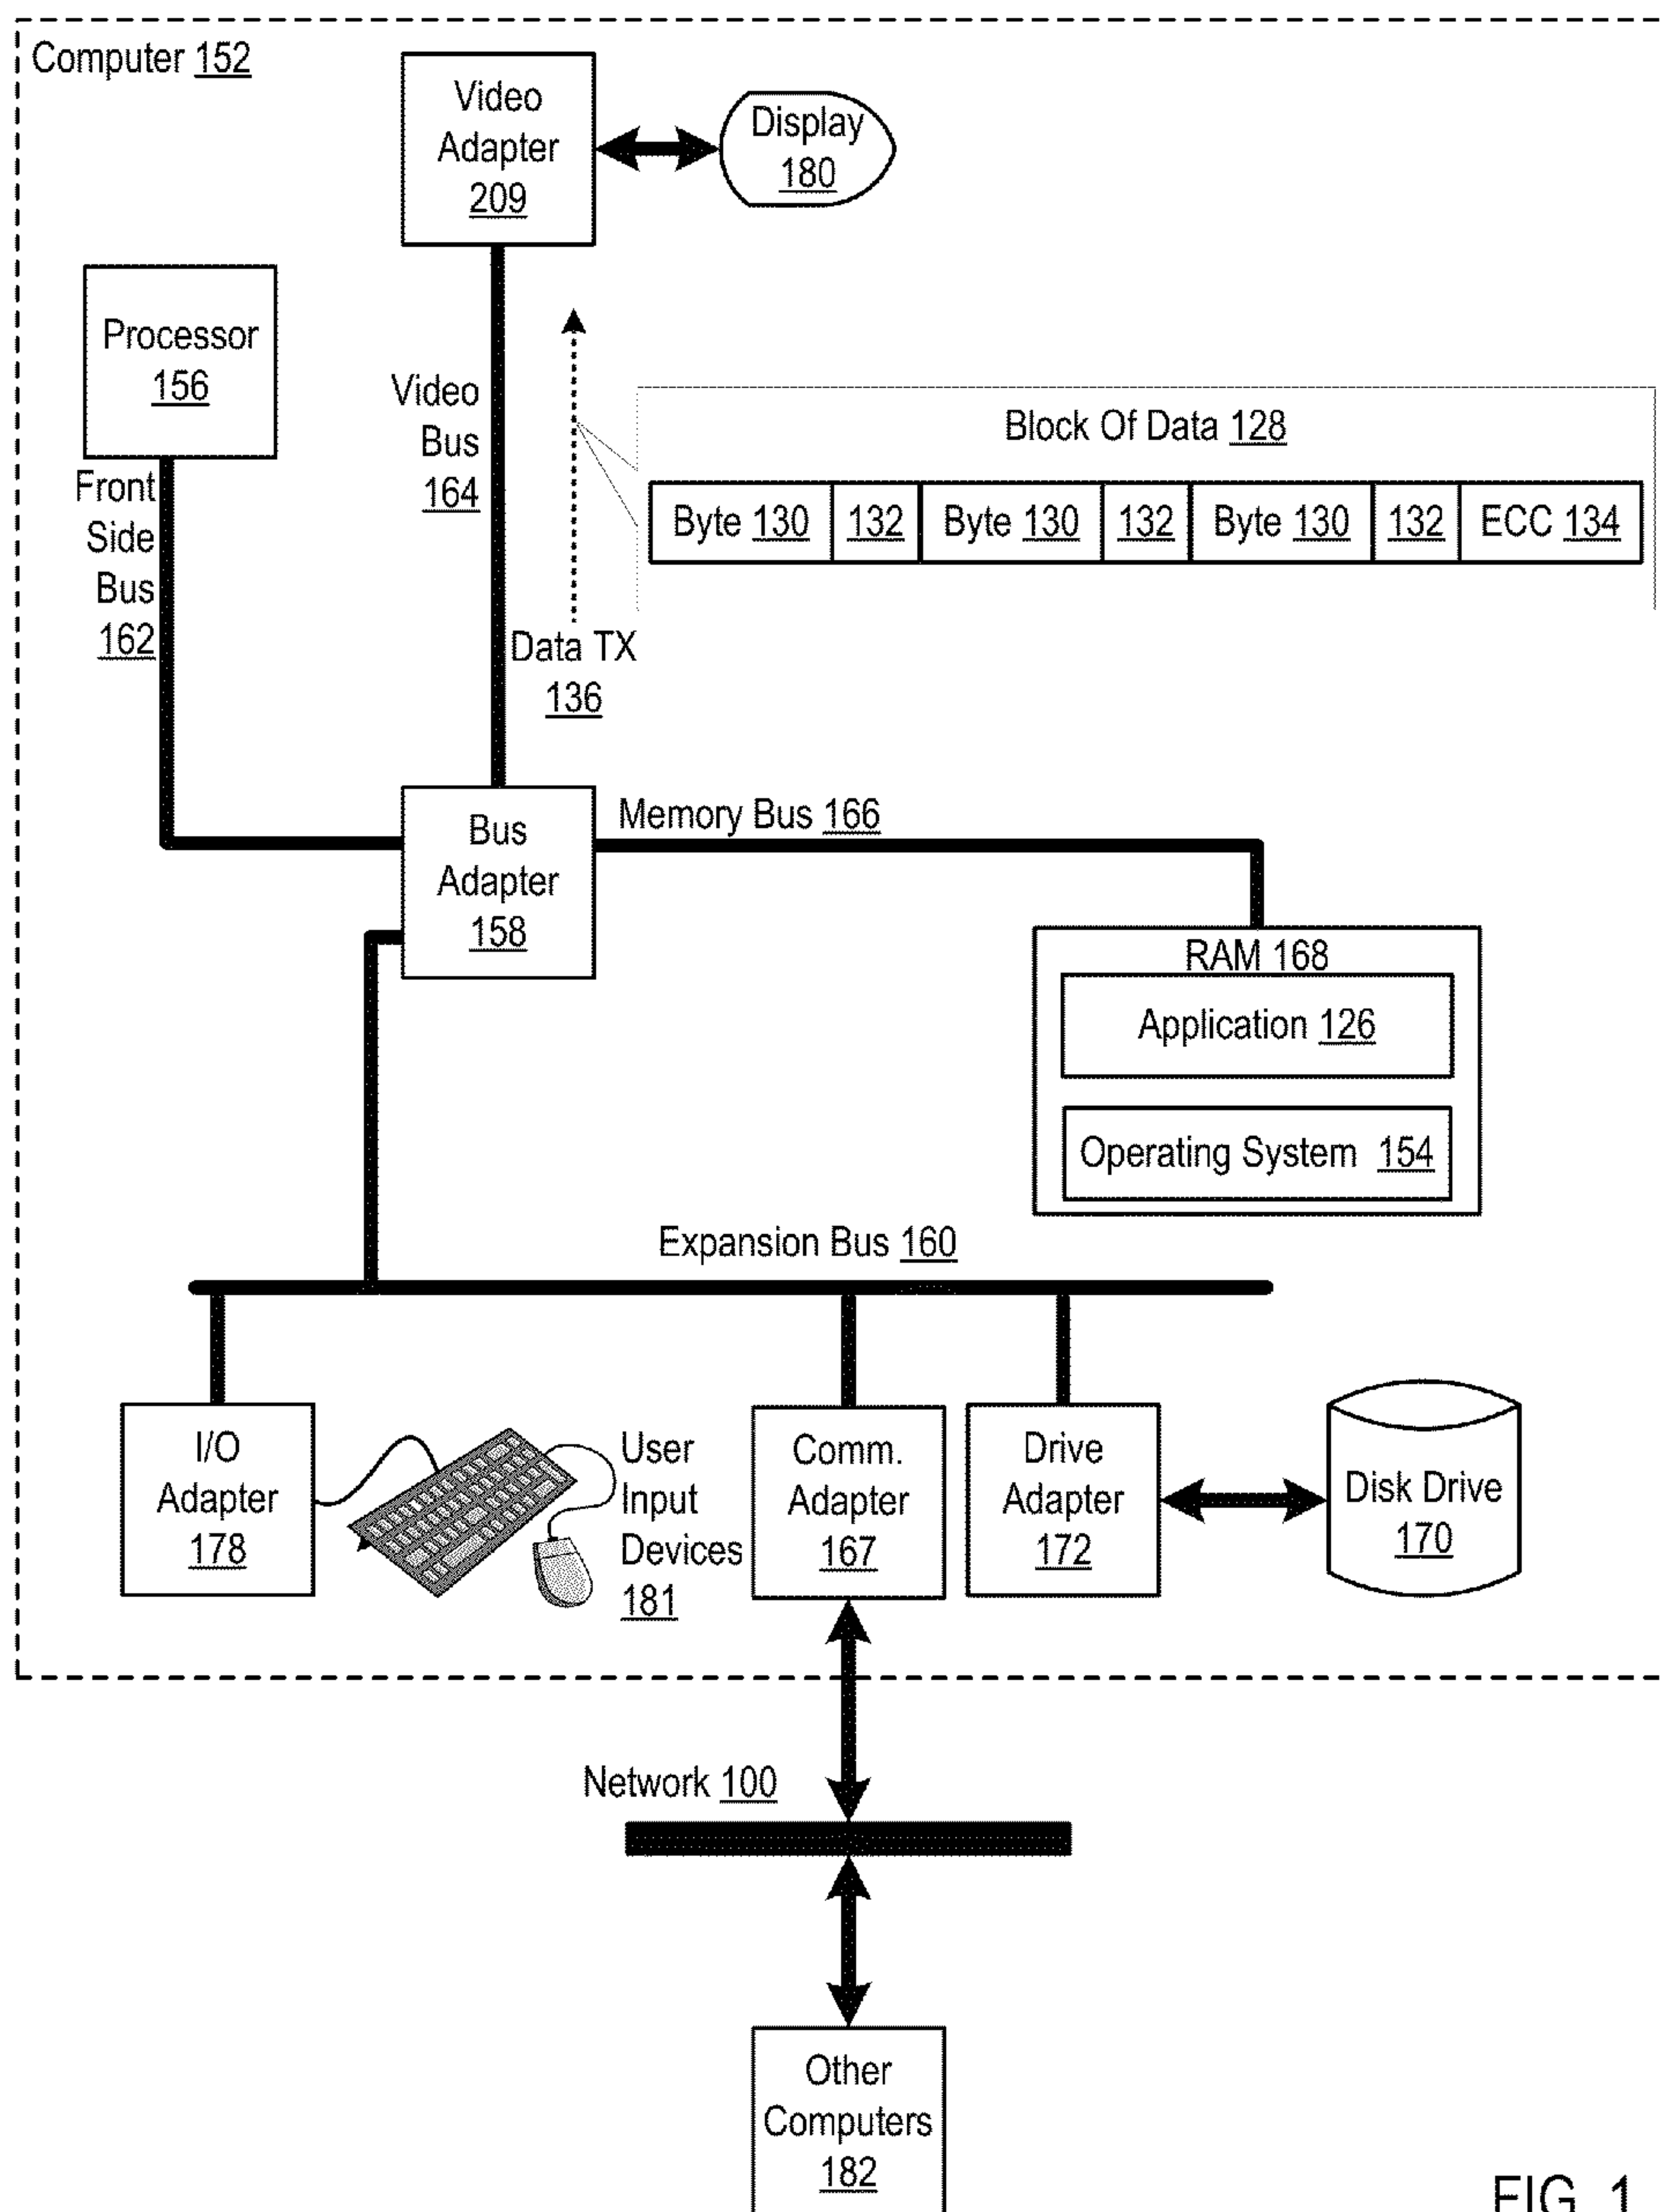 Computer 152
Video
Adapter
209
Display
180
Processor
156
Front
Side
Bus
162
Video
Bus
164
Block Of Data 128
Byte 130 132 Byte 130 132 Byte 130 132 ECC 134
Data TX
136
Bus
Adapter
158
Memory Bus 166
RAM 168
Application 126
Operating System 154
Expansion Bus 160
I/O
Adapter
178
User
Input
Devices
181
Comm.
Adapter
167
Drive
Adapter
172
Disk Drive
170
Network 100
Other
Computers
182
FIG. 1